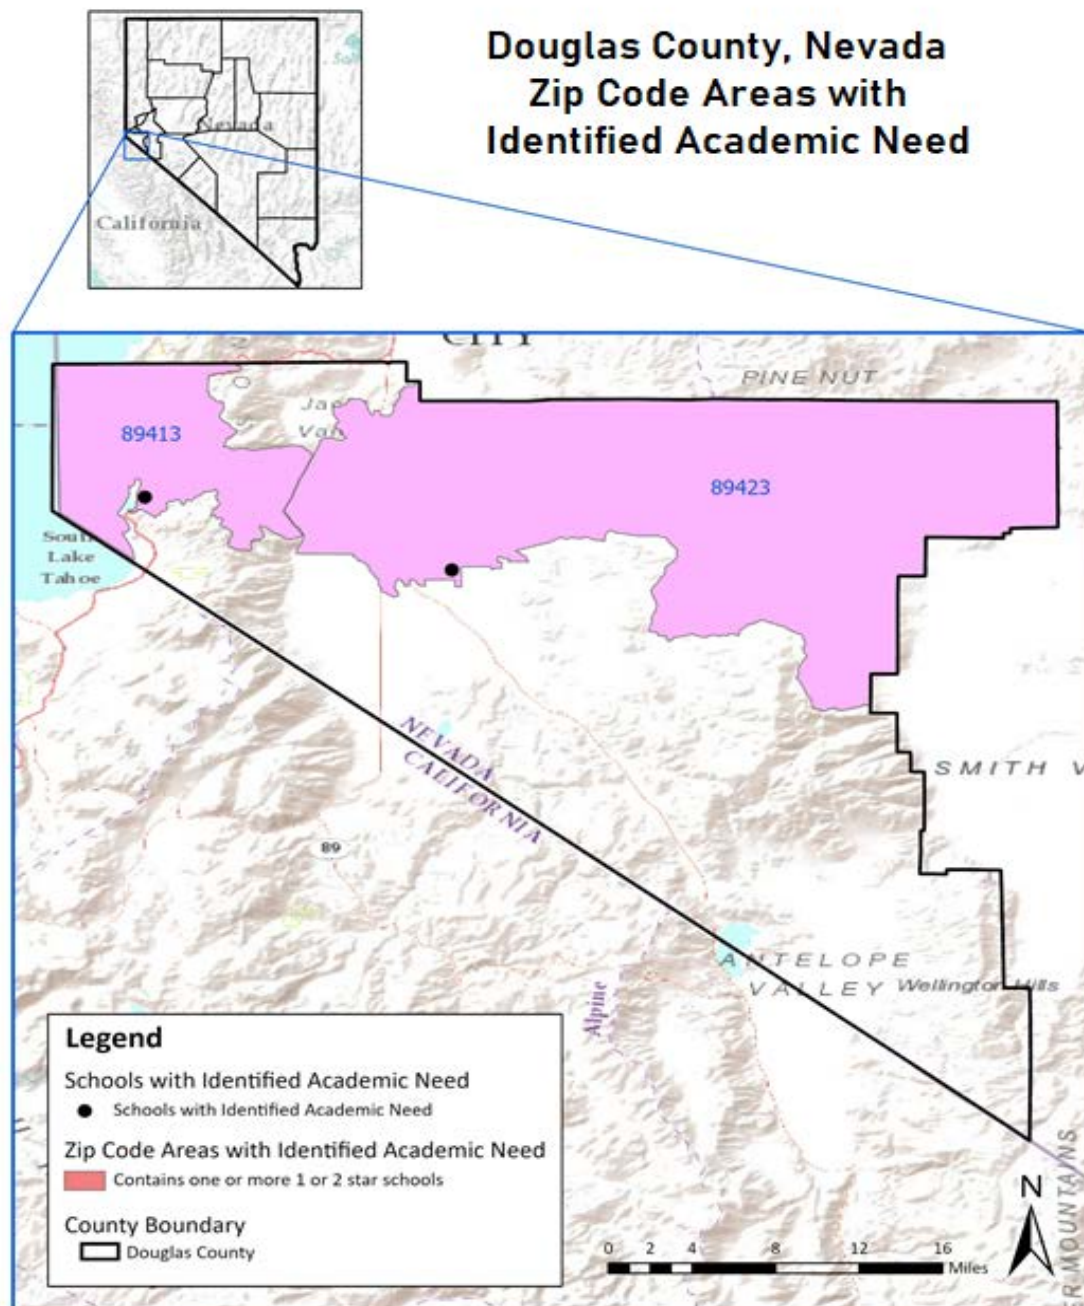 Douglas County, Nevada
Zip Code Areas with
Identified Academic Need
Nevada
California
CITY
PINE NUT
89413
89423
South
Lake
Tahoe
NEVADA
CALIFORNIA
SMITH V
89
ANTELOPE
VALLEY
Wellington Hills
Alpine
Legend
Schools with Identified Academic Need
Schools with Identified Academic Need
Zip Code Areas with Identified Academic Need
Contains one or more 1 or 2 star schools
County Boundary
Douglas County
N
0 2 4 8 12 16
Miles
MOUNTAINS